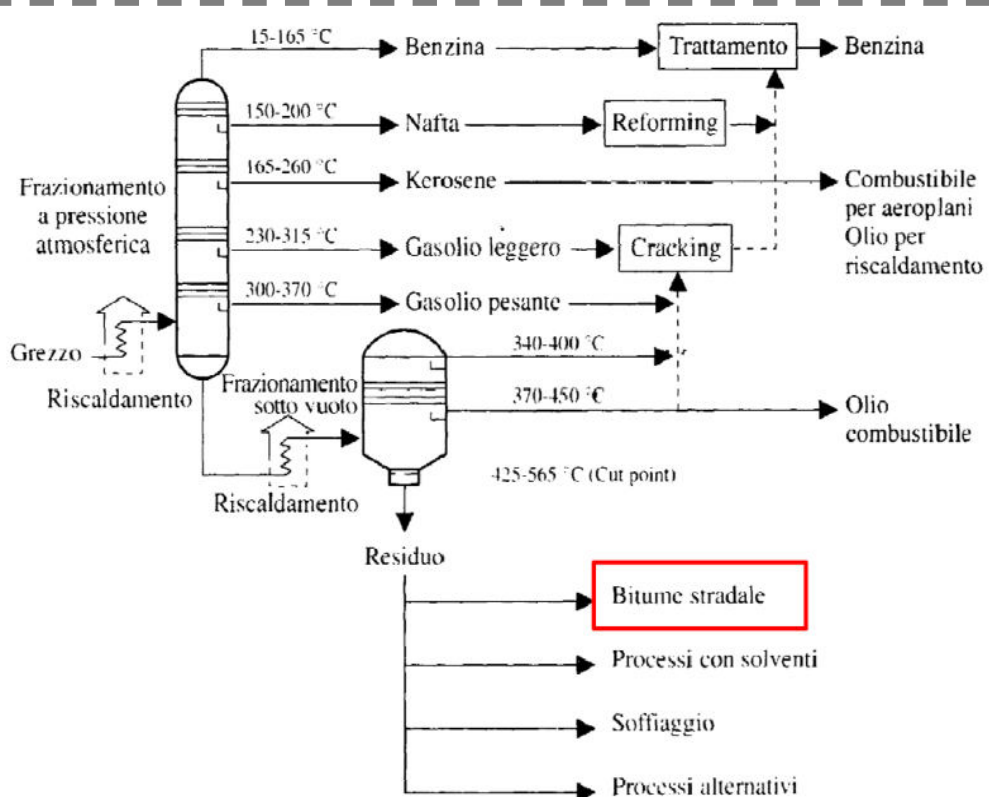 15-165 °C
Benzina
Trattamento
Benzina
150-200 °C
Nafta
Reforming
165-260 °C
Kerosene
Combustibile
per aeroplani
Olio per
riscaldamento
Frazionamento
a pressione
atmosferica
230-315 °C
Gasolio leggero
Cracking
300-370 °C
Gasolio pesante
Grezzo
Riscaldamento
340-400 °C
Frazionamento
sotto vuoto
370-450 °C
Olio
combustibile
425-565 °C (Cut point)
Riscaldamento
Residuo
Bitume stradale
Processi con solventi
Soffiaggio
Processi alternativi